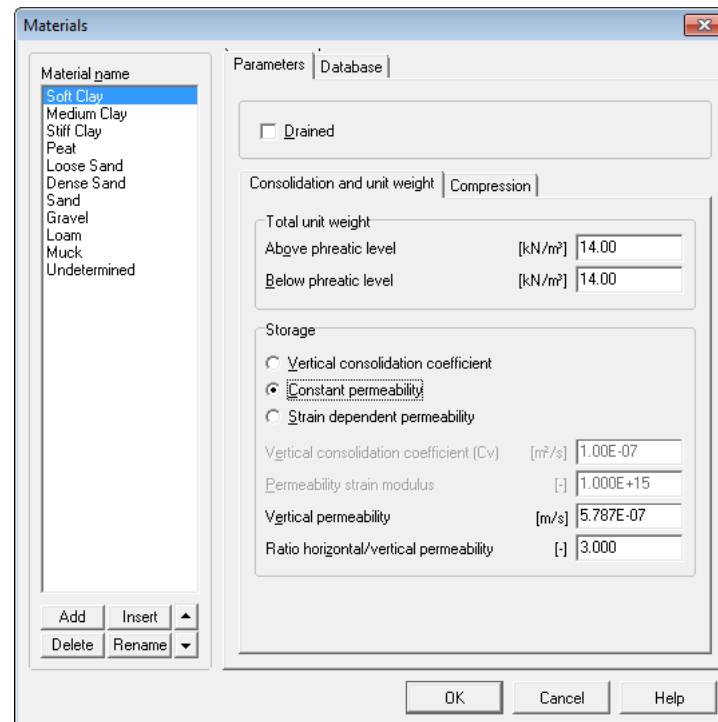 Materials
Material name
Soft Clay
Medium Clay
Stiff Clay
Peat
Loose Sand
Dense Sand
Sand
Gravel
Loam
Muck
Undetermined
Add Insert
Delete Rename
Parameters Database
Drained
Consolidation and unit weight Compression
Total unit weight
Above phreatic level [kN/m³] 14.00
Below phreatic level [kN/m³] 14.00
Storage
Vertical consolidation coefficient
Constant permeability
Strain dependent permeability
Vertical consolidation coefficient (Cv) [m²/s] 1.00E-07
Permeability strain modulus [-] 1.000E+15
Vertical permeability [m/s] 5.787E-07
Ratio horizontal/vertical permeability [-] 3.000
OK Cancel Help